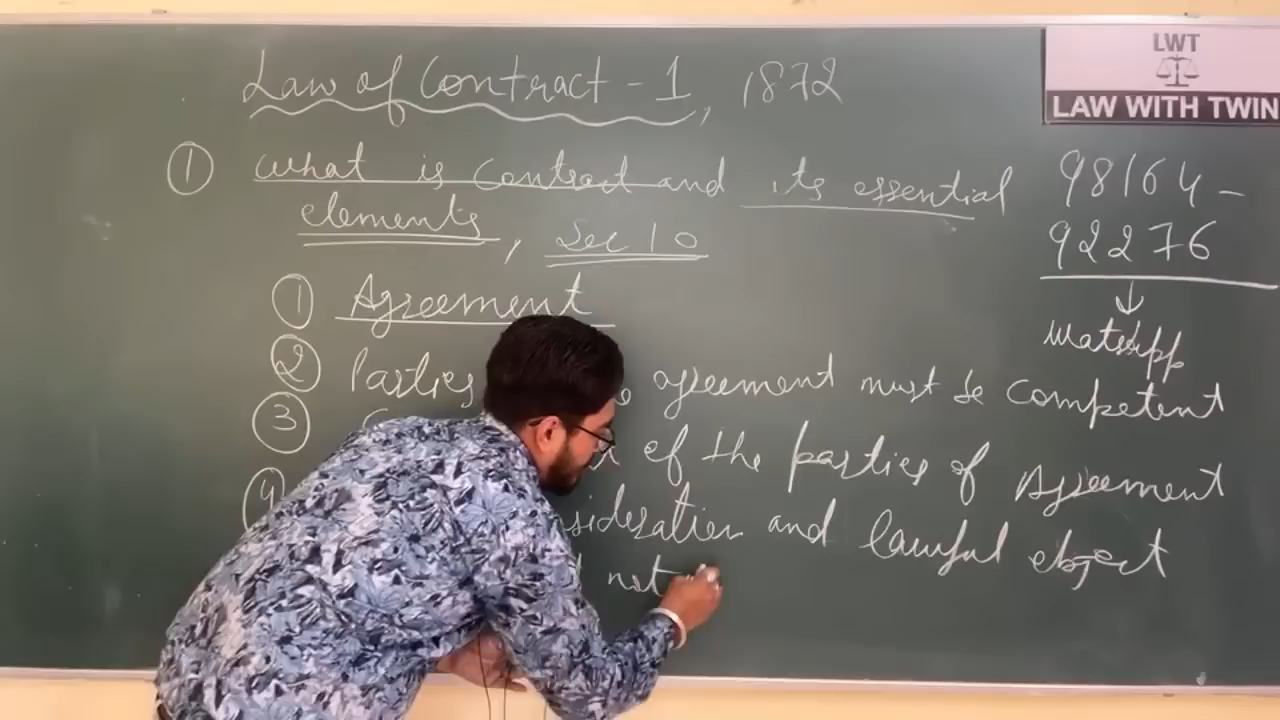 Law of Contract - 1, 1872
① What is Contract and its essential
elements, Sec 10
① Agreement
② Parties agreement must be competent
③ of the parties of Agreement
④ and lawful object
not
LWT
LAW WITH TWIN
98164-
92276
↓
Watsapp